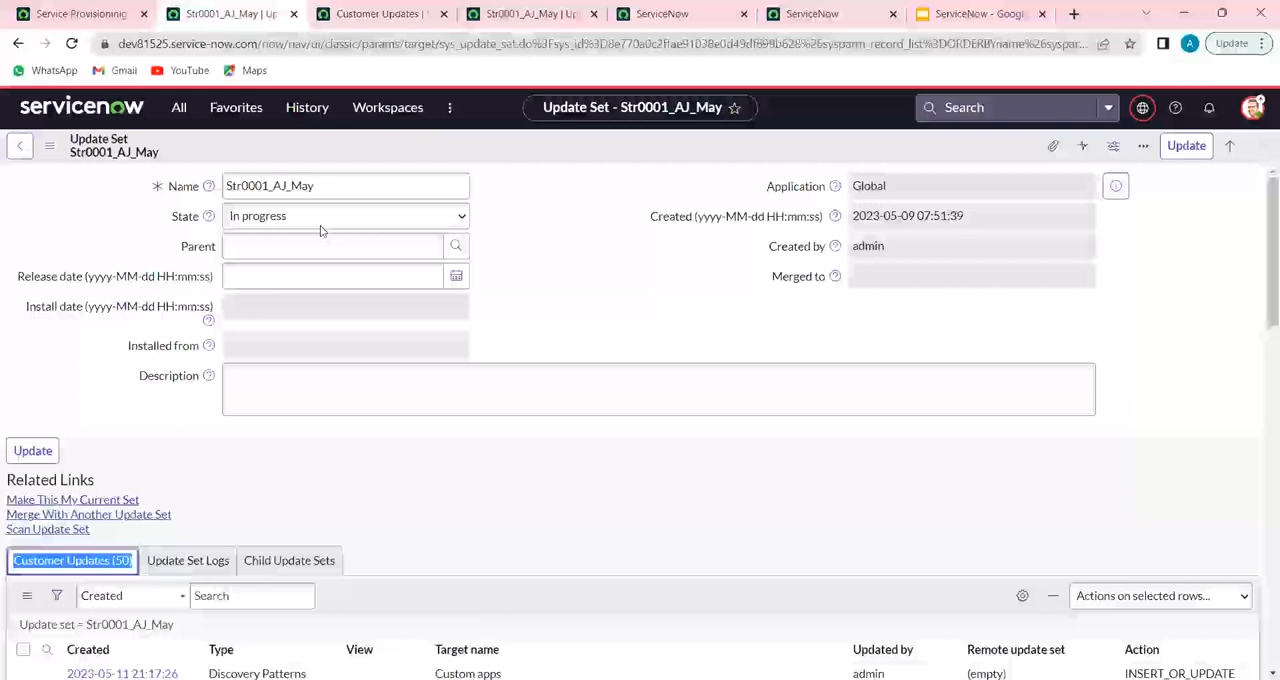 Service Provisioning
Str0001_AJ_May | Up
Customer Updates |
Str0001_AJ_May | Up
ServiceNow
ServiceNow
ServiceNow - Google
dev81525.service-now.com
Update
WhatsApp
Gmail
YouTube
Maps
servicenow
All
Favorites
History
Workspaces
Update Set - Str0001_AJ_May
Search
Update Set
Str0001_AJ_May
Update
Name
Str0001_AJ_May
Application
Global
State
In progress
Created (yyyy-MM-dd HH:mm:ss)
2023-05-09 07:51:39
Parent
Created by
admin
Release date (yyyy-MM-dd HH:mm:ss)
Merged to
Install date (yyyy-MM-dd HH:mm:ss)
Installed from
Description
Update
Related Links
Make This My Current Set
Merge With Another Update Set
Scan Update Set
Customer Updates (50)
Update Set Logs
Child Update Sets
Created
Search
Actions on selected rows...
Update set = Str0001_AJ_May
Created
Type
View
Target name
Updated by
Remote update set
Action
2023-05-11 21:17:26
Discovery Patterns
Custom apps
admin
(empty)
INSERT_OR_UPDATE